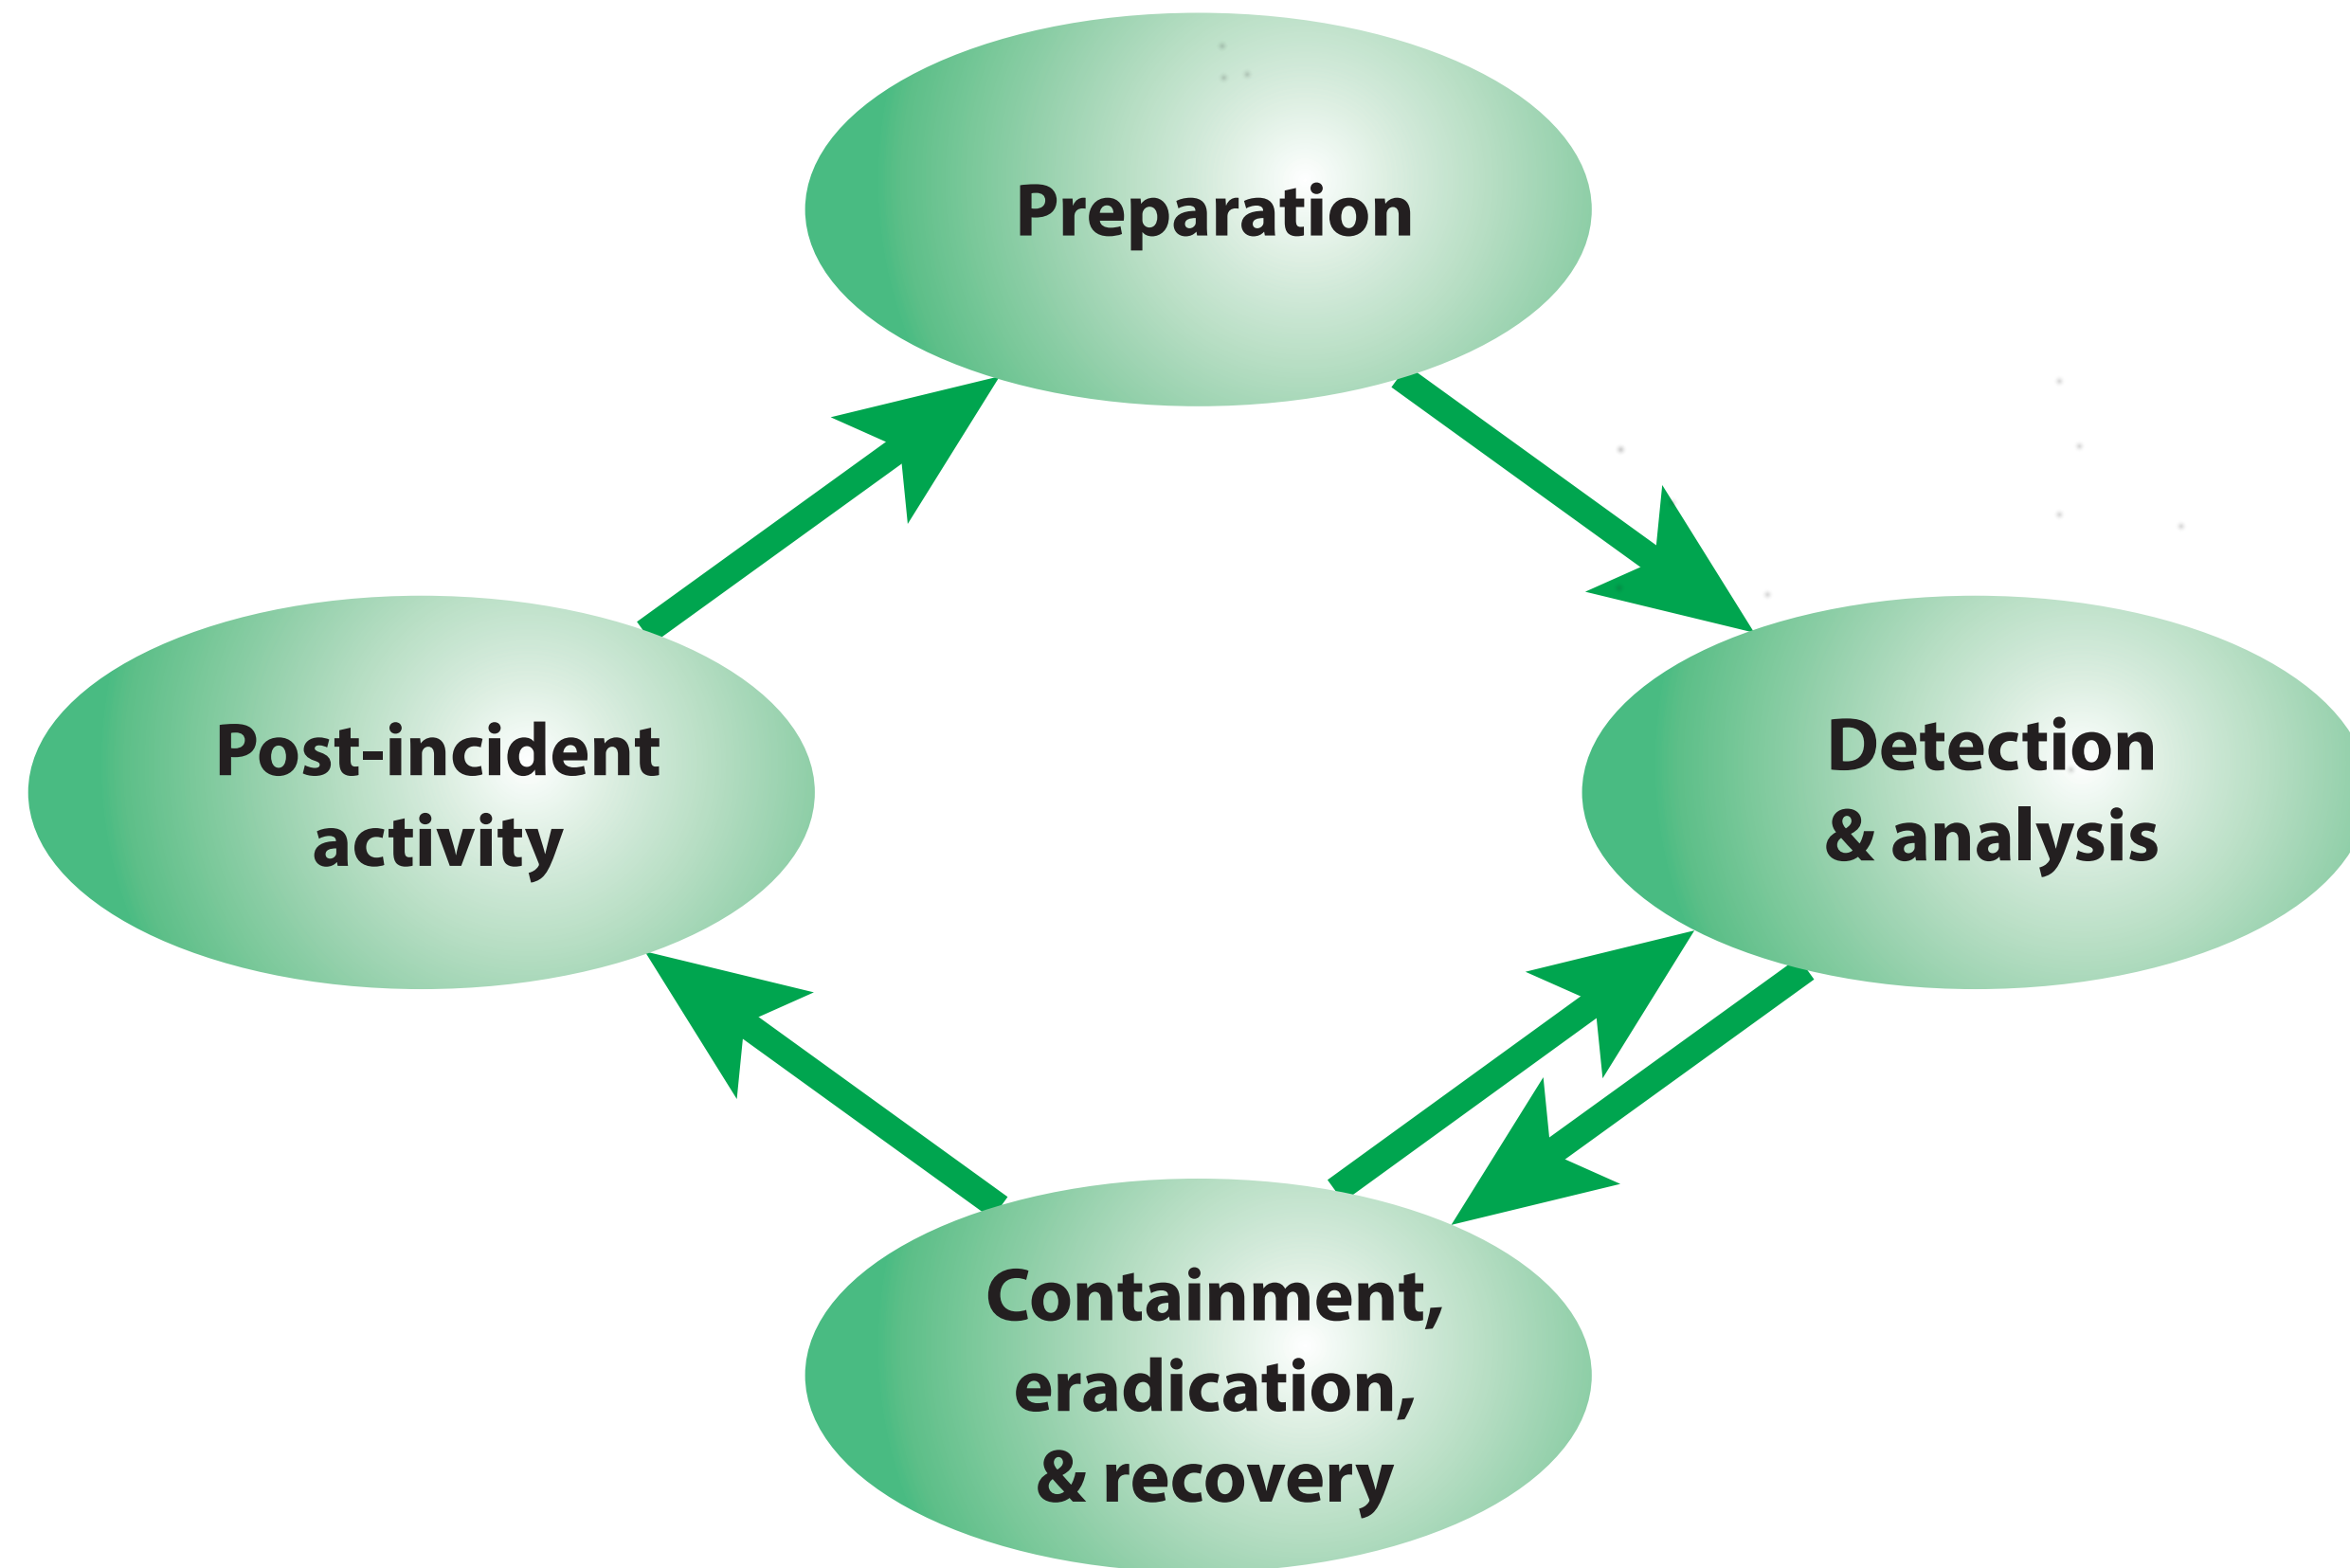 Preparation
Post-incident
activity
Detection
& analysis
Containment,
eradication,
& recovery